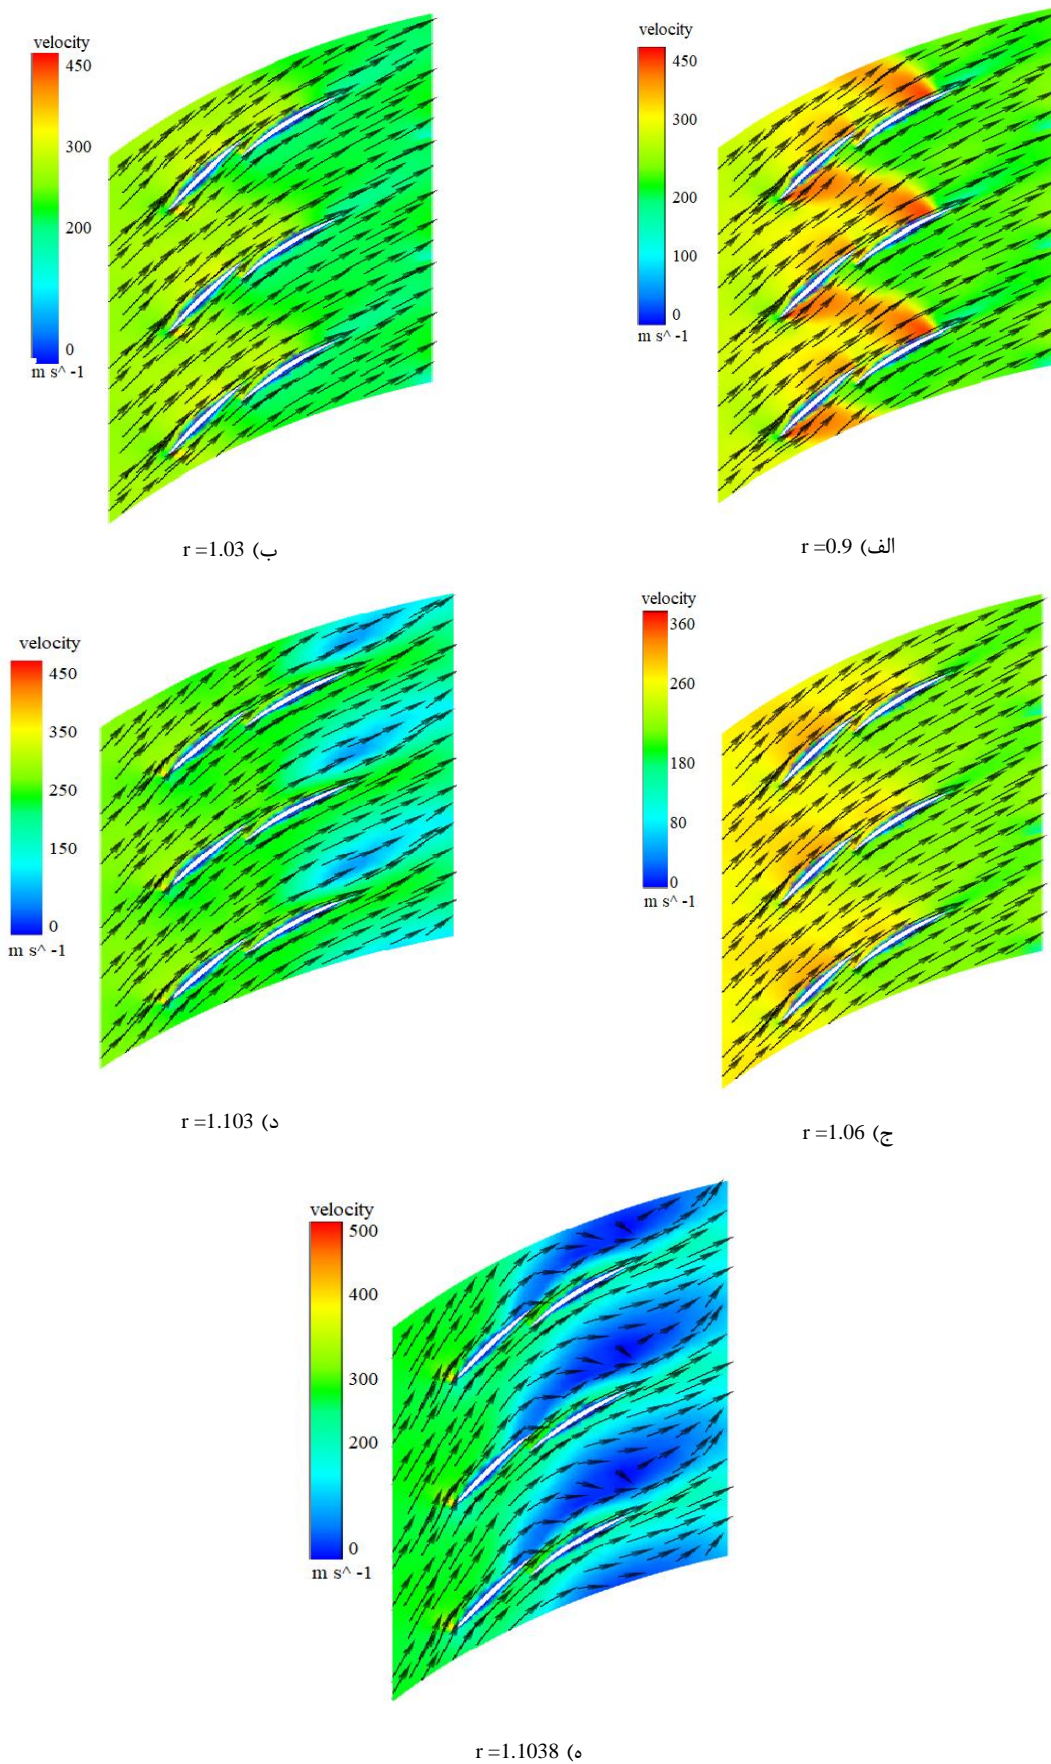 velocity
450
300
200
100
0
m s^ -1
الف) r =0.9
velocity
450
300
200
0
m s^ -1
ب) r =1.03
velocity
360
260
180
80
0
m s^ -1
ج) r =1.06
velocity
450
350
250
150
0
m s^ -1
د) r =1.103
velocity
500
400
300
200
0
m s^ -1
ه) r =1.1038